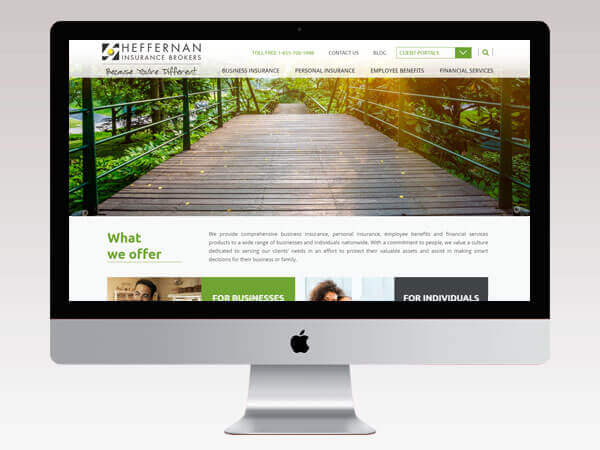 HEFFERNAN
INSURANCE BROKERS
Because You're Different
TOLL FREE 1-855-700-1498 CONTACT US BLOG CLIENT PORTALS
BUSINESS INSURANCE PERSONAL INSURANCE EMPLOYEE BENEFITS FINANCIAL SERVICES
What
we offer
We provide comprehensive business insurance, personal insurance, employee benefits and financial services
products to a wide range of businesses and individuals nationwide. With a commitment to people, we value a culture
dedicated to serving our clients' needs in an effort to protect their valuable assets and assist in making smart
decisions for their business or family.
FOR BUSINESSES
FOR INDIVIDUALS